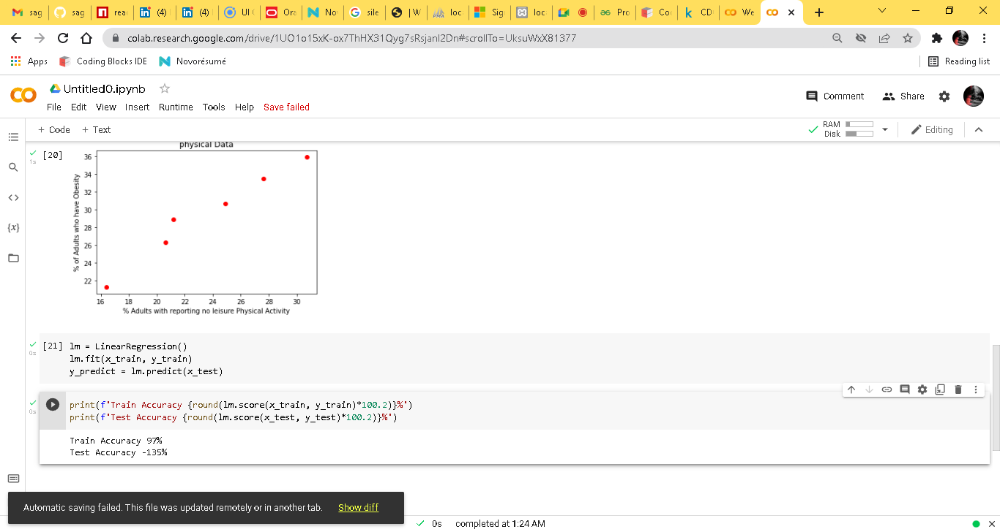 sag
sag
rea
(4)
(4)
UI
Ora
No
sile
| W
loc
Sig
loc
Pro
Co
CD
We
colab.research.google.com/drive/1UO1o15xK-ox7ThHX31Qyg7sRsjanI2Dn#scrollTo=UksuWxX81377
Apps
Coding Blocks IDE
Novorésumé
Reading list
Untitled0.ipynb
File Edit View Insert Runtime Tools Help Save failed
Comment
Share
+ Code + Text
RAM
Disk
Editing
[20]
1s
physical Data
36
34
32
30
28
26
24
22
% of Adults who have Obesity
16 18 20 22 24 26 28 30
% Adults with reporting no leisure Physical Activity
[21] lm = LinearRegression()
0s
lm.fit(x_train, y_train)
y_predict = lm.predict(x_test)
0s
print(f'Train Accuracy {round(lm.score(x_train, y_train)*100.2)}%')
print(f'Test Accuracy {round(lm.score(x_test, y_test)*100.2)}%')
Train Accuracy 97%
Test Accuracy -135%
Automatic saving failed. This file was updated remotely or in another tab. Show diff
0s completed at 1:24 AM